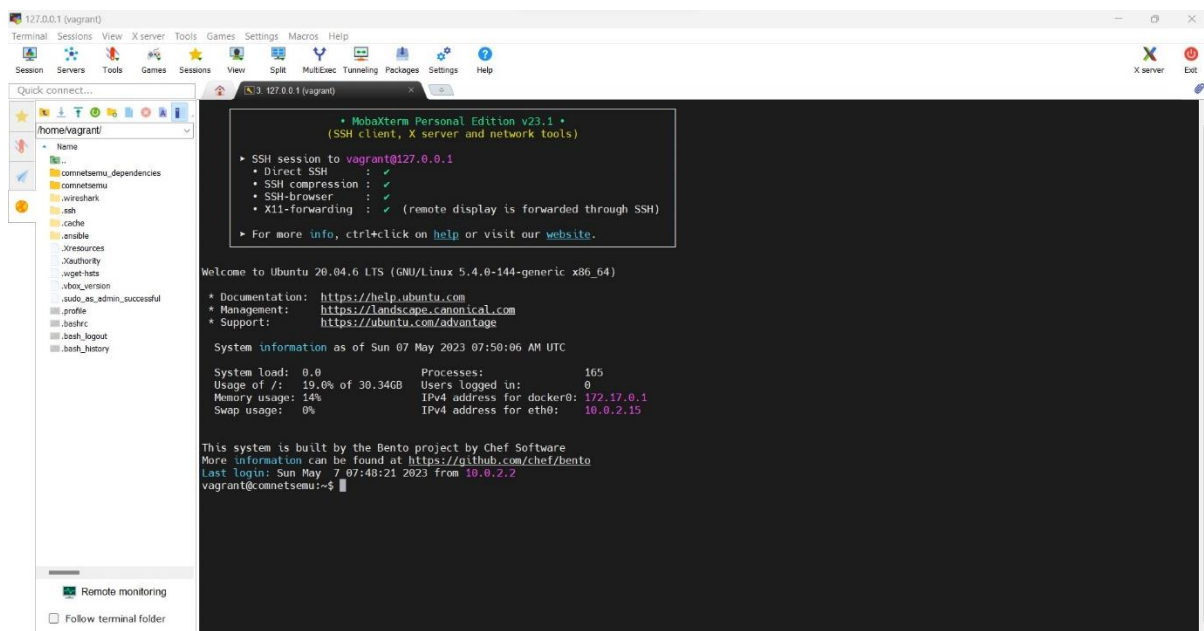 127.0.0.1 (vagrant)
Terminal Sessions View X server Tools Games Settings Macros Help
Session Servers Tools Games Sessions View Split MultiExec Tunneling Packages Settings Help X server Exit
Quick connect...
3. 127.0.0.1 (vagrant)
/home/vagrant/
Name
..
comnetsemu_dependencies
comnetsemu
.wireshark
.ssh
.cache
.ansible
.Xresources
.Xauthority
.wget-hsts
.vbox_version
.sudo_as_admin_successful
.profile
.bashrc
.bash_logout
.bash_history
Remote monitoring
Follow terminal folder
• MobaXterm Personal Edition v23.1 •
(SSH client, X server and network tools)
► SSH session to vagrant@127.0.0.1
• Direct SSH : ✔
• SSH compression : ✔
• SSH-browser : ✔
• X11-forwarding : ✔ (remote display is forwarded through SSH)
► For more info, ctrl+click on help or visit our website.
Welcome to Ubuntu 20.04.6 LTS (GNU/Linux 5.4.0-144-generic x86_64)
* Documentation: https://help.ubuntu.com
* Management: https://landscape.canonical.com
* Support: https://ubuntu.com/advantage
System information as of Sun 07 May 2023 07:50:06 AM UTC
System load: 0.0 Processes: 165
Usage of /: 19.0% of 30.34GB Users logged in: 0
Memory usage: 14% IPv4 address for docker0: 172.17.0.1
Swap usage: 0% IPv4 address for eth0: 10.0.2.15
This system is built by the Bento project by Chef Software
More information can be found at https://github.com/chef/bento
Last login: Sun May 7 07:48:21 2023 from 10.0.2.2
vagrant@comnetsemu:~$